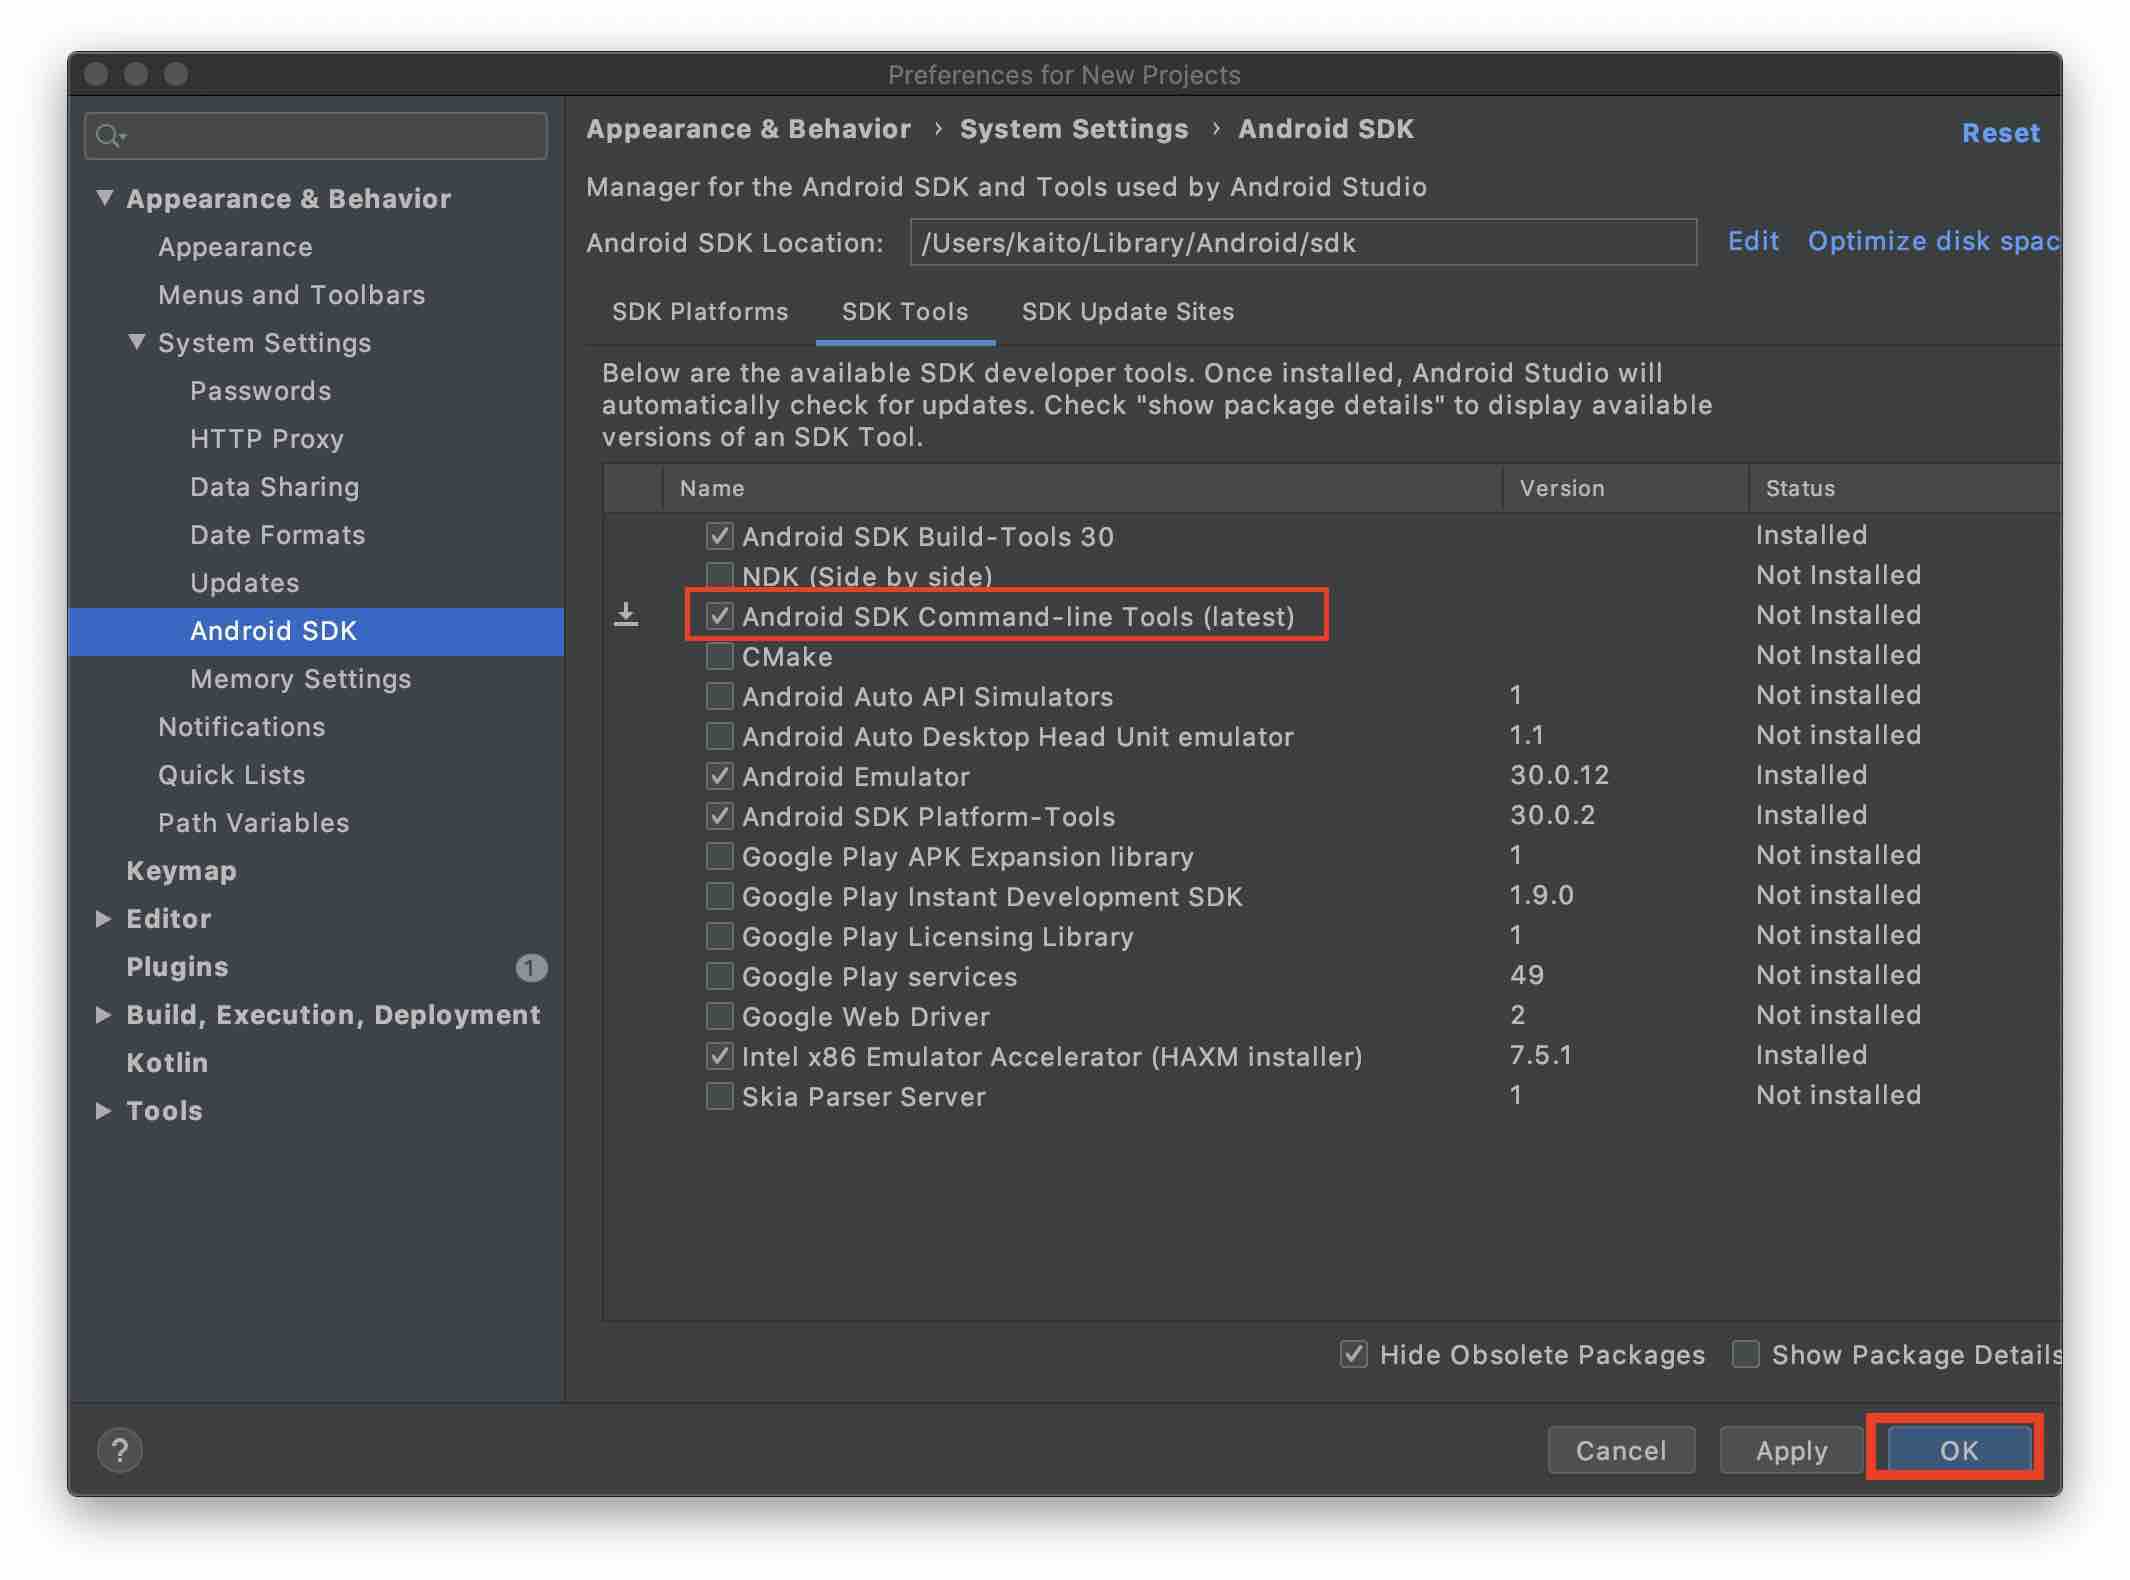 Preferences for New Projects
Appearance & Behavior
Appearance
Menus and Toolbars
System Settings
Passwords
HTTP Proxy
Data Sharing
Date Formats
Updates
Android SDK
Memory Settings
Notifications
Quick Lists
Path Variables
Keymap
Editor
Plugins 1
Build, Execution, Deployment
Kotlin
Tools
Appearance & Behavior › System Settings › Android SDK Reset
Manager for the Android SDK and Tools used by Android Studio
Android SDK Location: /Users/kaito/Library/Android/sdk Edit Optimize disk spac
SDK Platforms SDK Tools SDK Update Sites
Below are the available SDK developer tools. Once installed, Android Studio will
automatically check for updates. Check "show package details" to display available
versions of an SDK Tool.
Name Version Status
Android SDK Build-Tools 30 Installed
NDK (Side by side) Not Installed
Android SDK Command-line Tools (latest) Not Installed
CMake Not Installed
Android Auto API Simulators 1 Not installed
Android Auto Desktop Head Unit emulator 1.1 Not installed
Android Emulator 30.0.12 Installed
Android SDK Platform-Tools 30.0.2 Installed
Google Play APK Expansion library 1 Not installed
Google Play Instant Development SDK 1.9.0 Not installed
Google Play Licensing Library 1 Not installed
Google Play services 49 Not installed
Google Web Driver 2 Not installed
Intel x86 Emulator Accelerator (HAXM installer) 7.5.1 Installed
Skia Parser Server 1 Not installed
Hide Obsolete Packages Show Package Details
? Cancel Apply OK